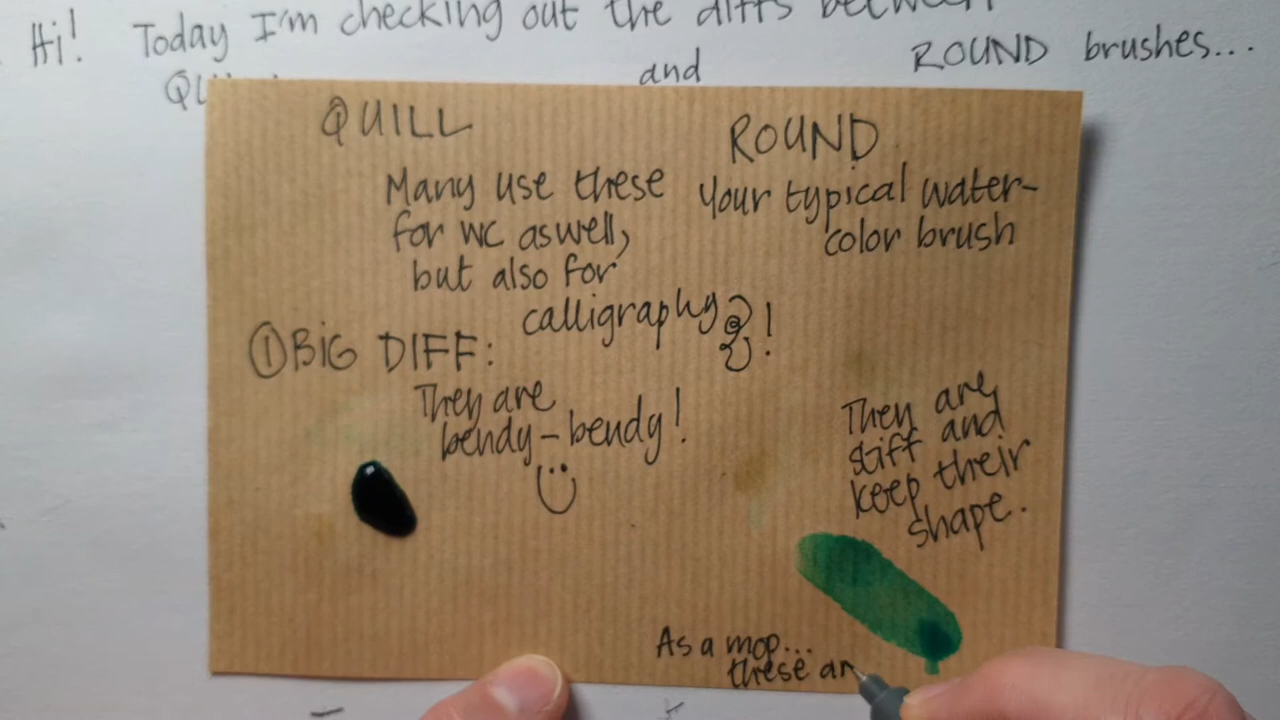 Hi! Today I'm checking out the diffs between
and ROUND brushes...
QUILL
Many use these
for wc aswell,
but also for
calligraphy!
① BIG DIFF:
They are
bendy-bendy!
ROUND
Your typical water-
color brush
They are
stiff and
keep their
shape.
As a mop...
these ar